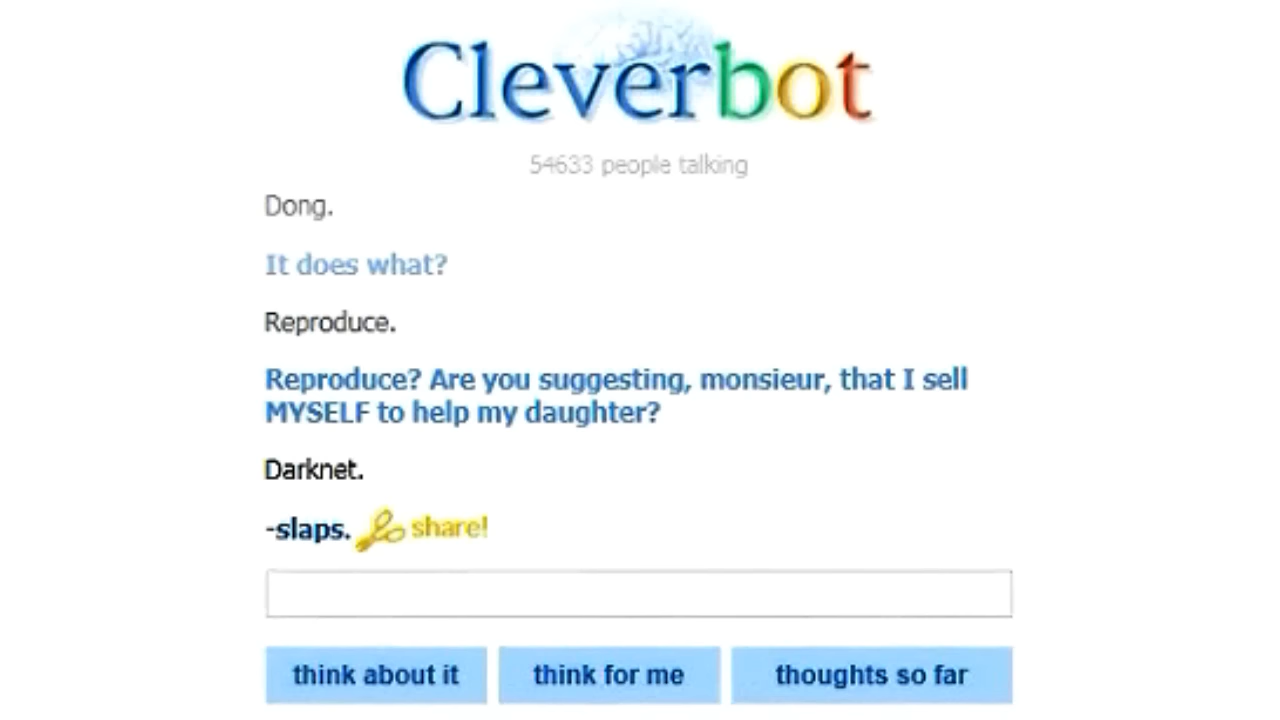 Cleverbot
54633 people talking
Dong.
It does what?
Reproduce.
Reproduce? Are you suggesting, monsieur, that I sell
MYSELF to help my daughter?
Darknet.
-slaps. share!
think about it think for me thoughts so far